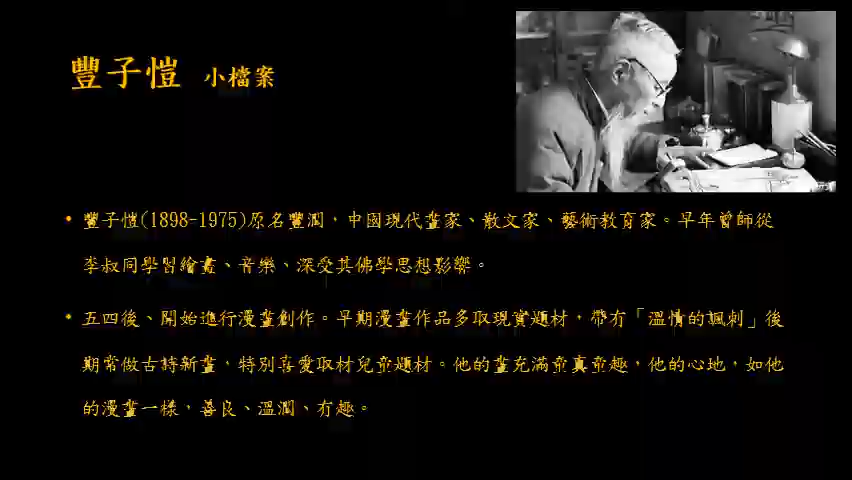 豐子愷 小檔案
• 豐子愷(1898-1975)原名豐潤，中國現代畫家、散文家、藝術教育家。早年曾師從
李叔同學習繪畫、音樂、深受其佛學思想影響。
• 五四後、開始進行漫畫創作。早期漫畫作品多取現實題材，帶有「溫情的諷刺」後
期常做古詩新畫，特別喜愛取材兒童題材。他的畫充滿童真童趣，他的心地，如他
的漫畫一樣，善良、溫潤、有趣。